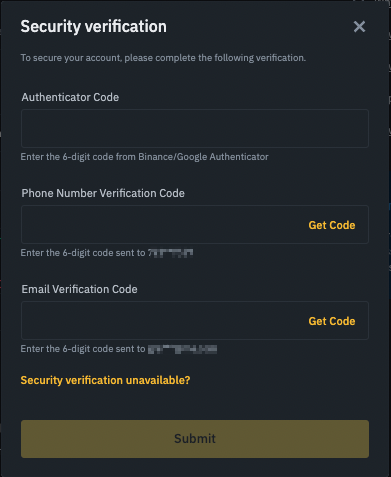 Security verification
To secure your account, please complete the following verification.
Authenticator Code
Enter the 6-digit code from Binance/Google Authenticator
Phone Number Verification Code
Get Code
Enter the 6-digit code sent to
Email Verification Code
Get Code
Enter the 6-digit code sent to
Security verification unavailable?
Submit